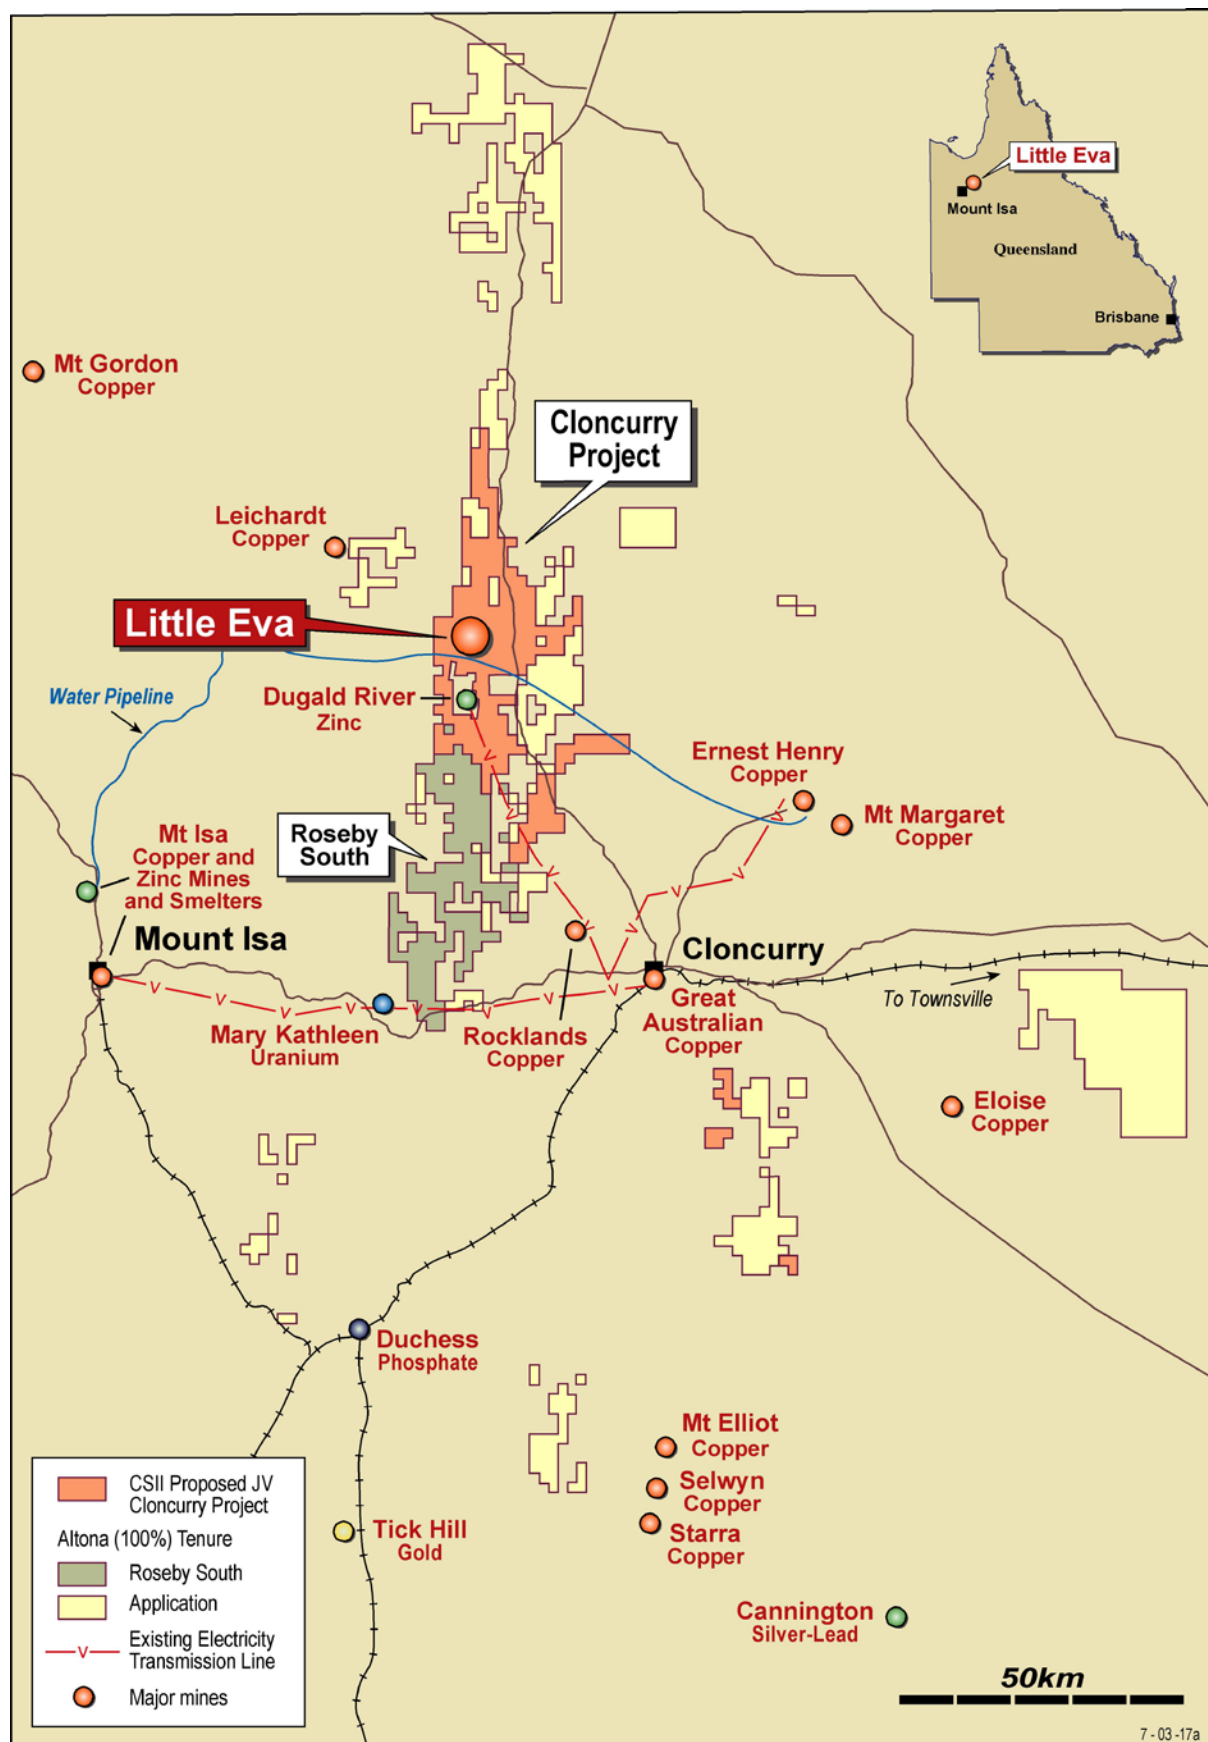 Little Eva
Mount Isa
Queensland
Brisbane
Mt Gordon
Copper
Cloncurry
Project
Leichardt
Copper
Little Eva
Water Pipeline
Dugald River
Zinc
Ernest Henry
Copper
Mt Margaret
Copper
Roseby
South
Mt Isa
Copper and
Zinc Mines
and Smelters
Mount Isa
Cloncurry
To Townsville
Mary Kathleen
Uranium
Rocklands
Copper
Great
Australian
Copper
Eloise
Copper
Duchess
Phosphate
Mt Elliot
Copper
Selwyn
Copper
Starra
Copper
Tick Hill
Gold
Cannington
Silver-Lead
CSII Proposed JV
Cloncurry Project
Altona (100%) Tenure
Roseby South
Application
Existing Electricity
Transmission Line
Major mines
50km
7 - 03 -17a